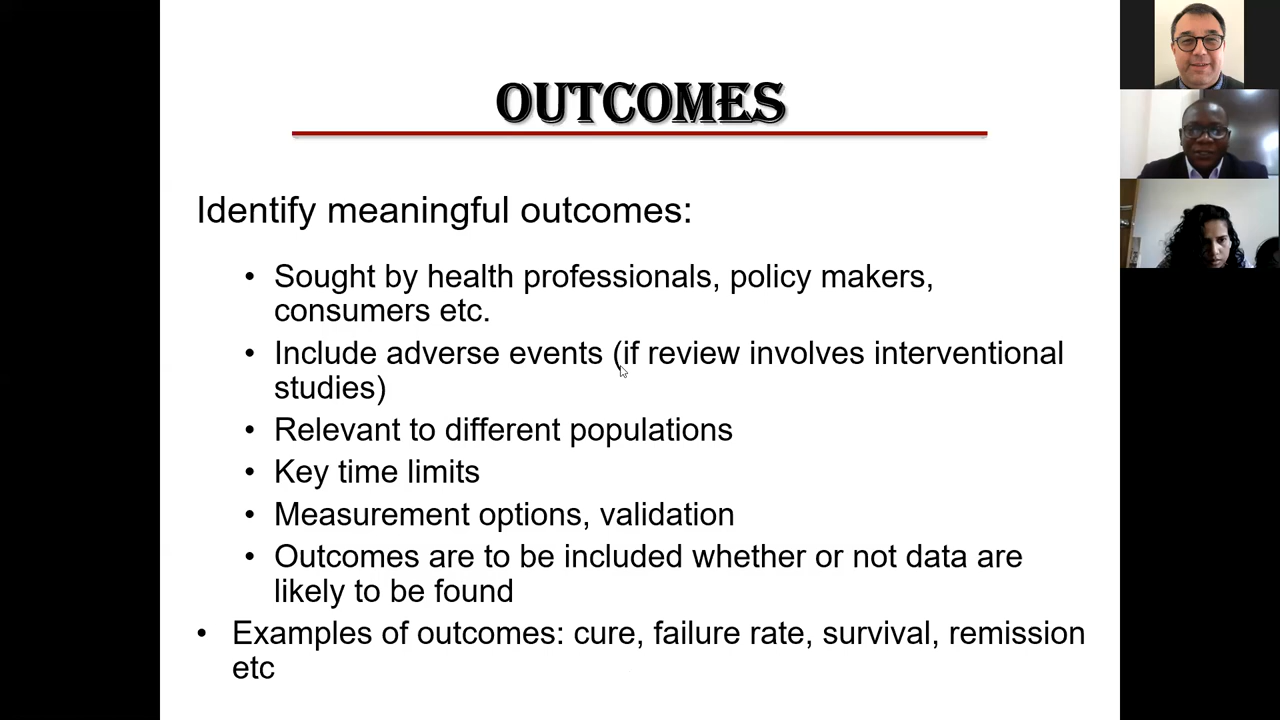 OUTCOMES
Identify meaningful outcomes:
• Sought by health professionals, policy makers,
consumers etc.
• Include adverse events (if review involves interventional
studies)
• Relevant to different populations
• Key time limits
• Measurement options, validation
• Outcomes are to be included whether or not data are
likely to be found
• Examples of outcomes: cure, failure rate, survival, remission
etc